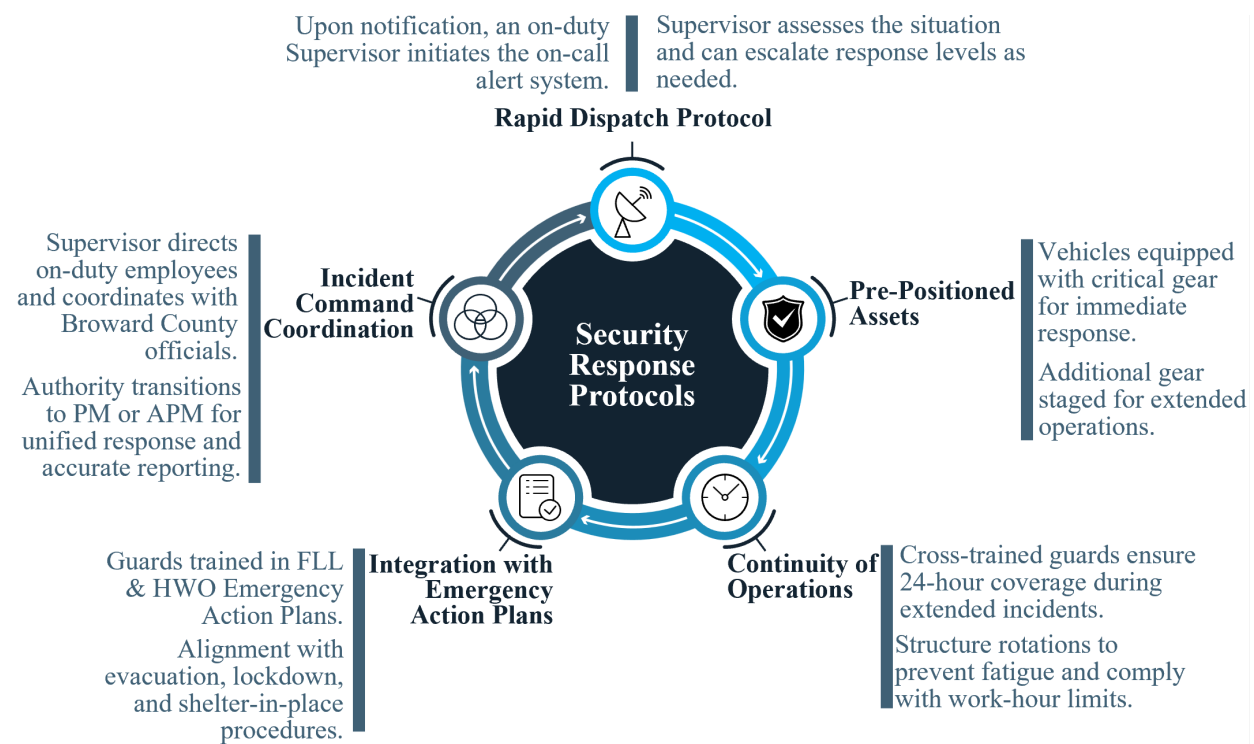 Upon notification, an on-duty
Supervisor initiates the on-call
alert system.
Supervisor assesses the situation
and can escalate response levels as
needed.
Rapid Dispatch Protocol
Supervisor directs
on-duty employees
and coordinates with
Broward County
officials.
Authority transitions
to PM or APM for
unified response and
accurate reporting.
Incident
Command
Coordination
Security
Response
Protocols
Pre-Positioned
Assets
Vehicles equipped
with critical gear
for immediate
response.
Additional gear
staged for extended
operations.
Guards trained in FLL
& HWO Emergency
Action Plans.
Alignment with
evacuation, lockdown,
and shelter-in-place
procedures.
Integration with
Emergency
Action Plans
Continuity of
Operations
Cross-trained guards ensure
24-hour coverage during
extended incidents.
Structure rotations to
prevent fatigue and comply
with work-hour limits.